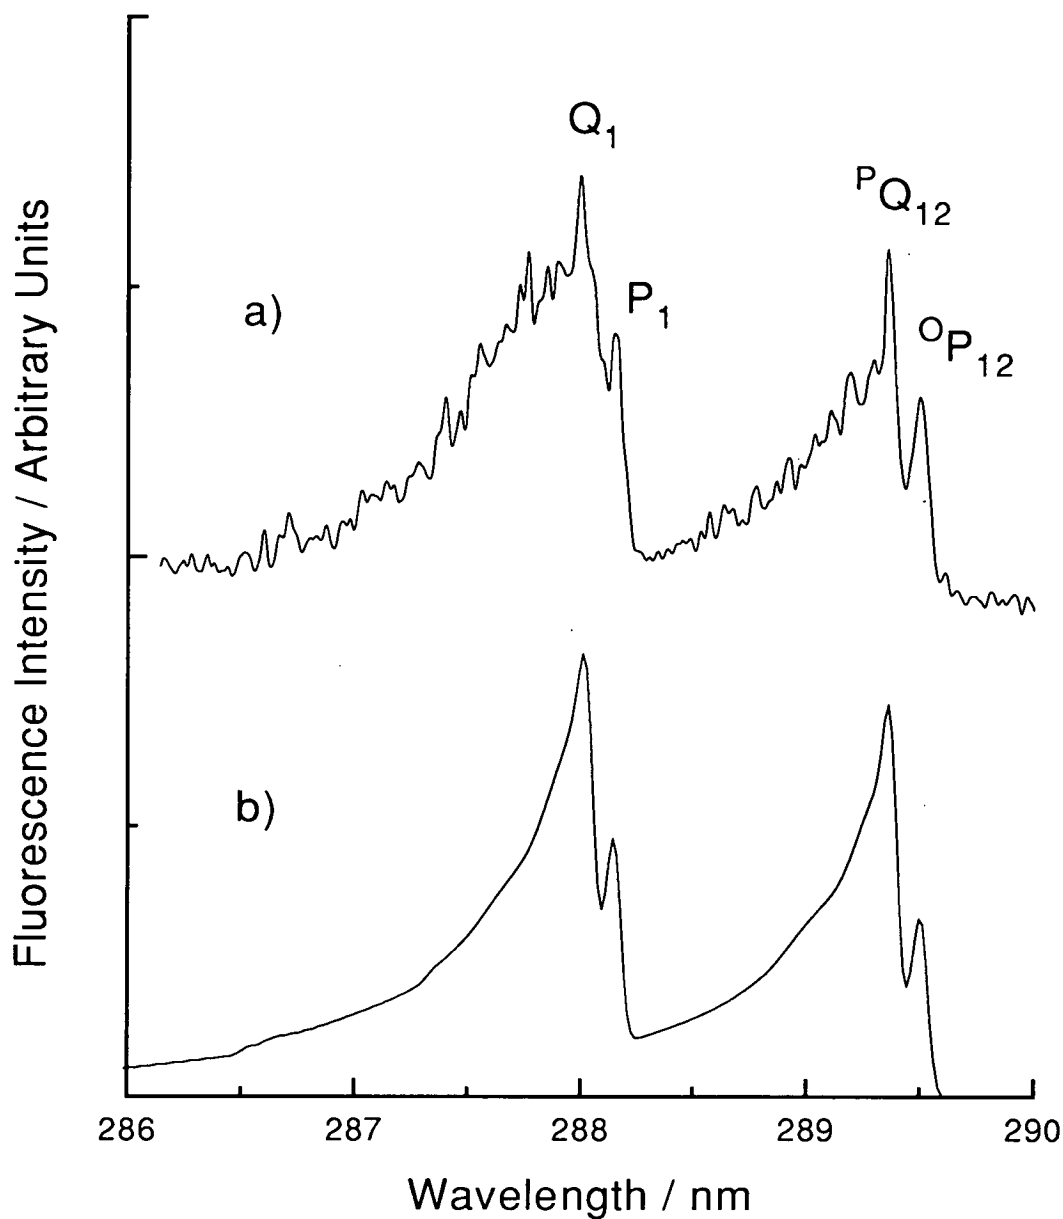 Q₁
ᴾQ₁₂
P₁
ᴼP₁₂
a)
b)
Fluorescence Intensity / Arbitrary Units
286 287 288 289 290
Wavelength / nm